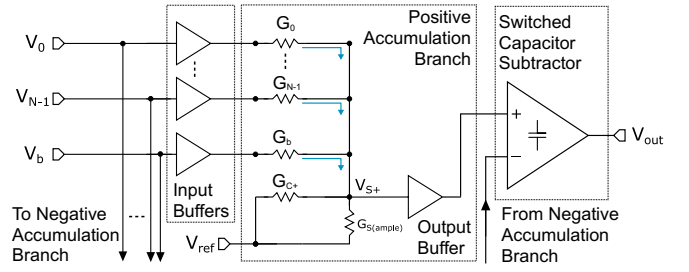 V0
VN-1
Vb
To Negative
Accumulation
Branch
Input
Buffers
Vref
G0
GN-1
Gb
GC+
GS(ample)
VS+
Positive
Accumulation
Branch
Output
Buffer
Switched
Capacitor
Subtractor
+
−
Vout
From Negative
Accumulation
Branch